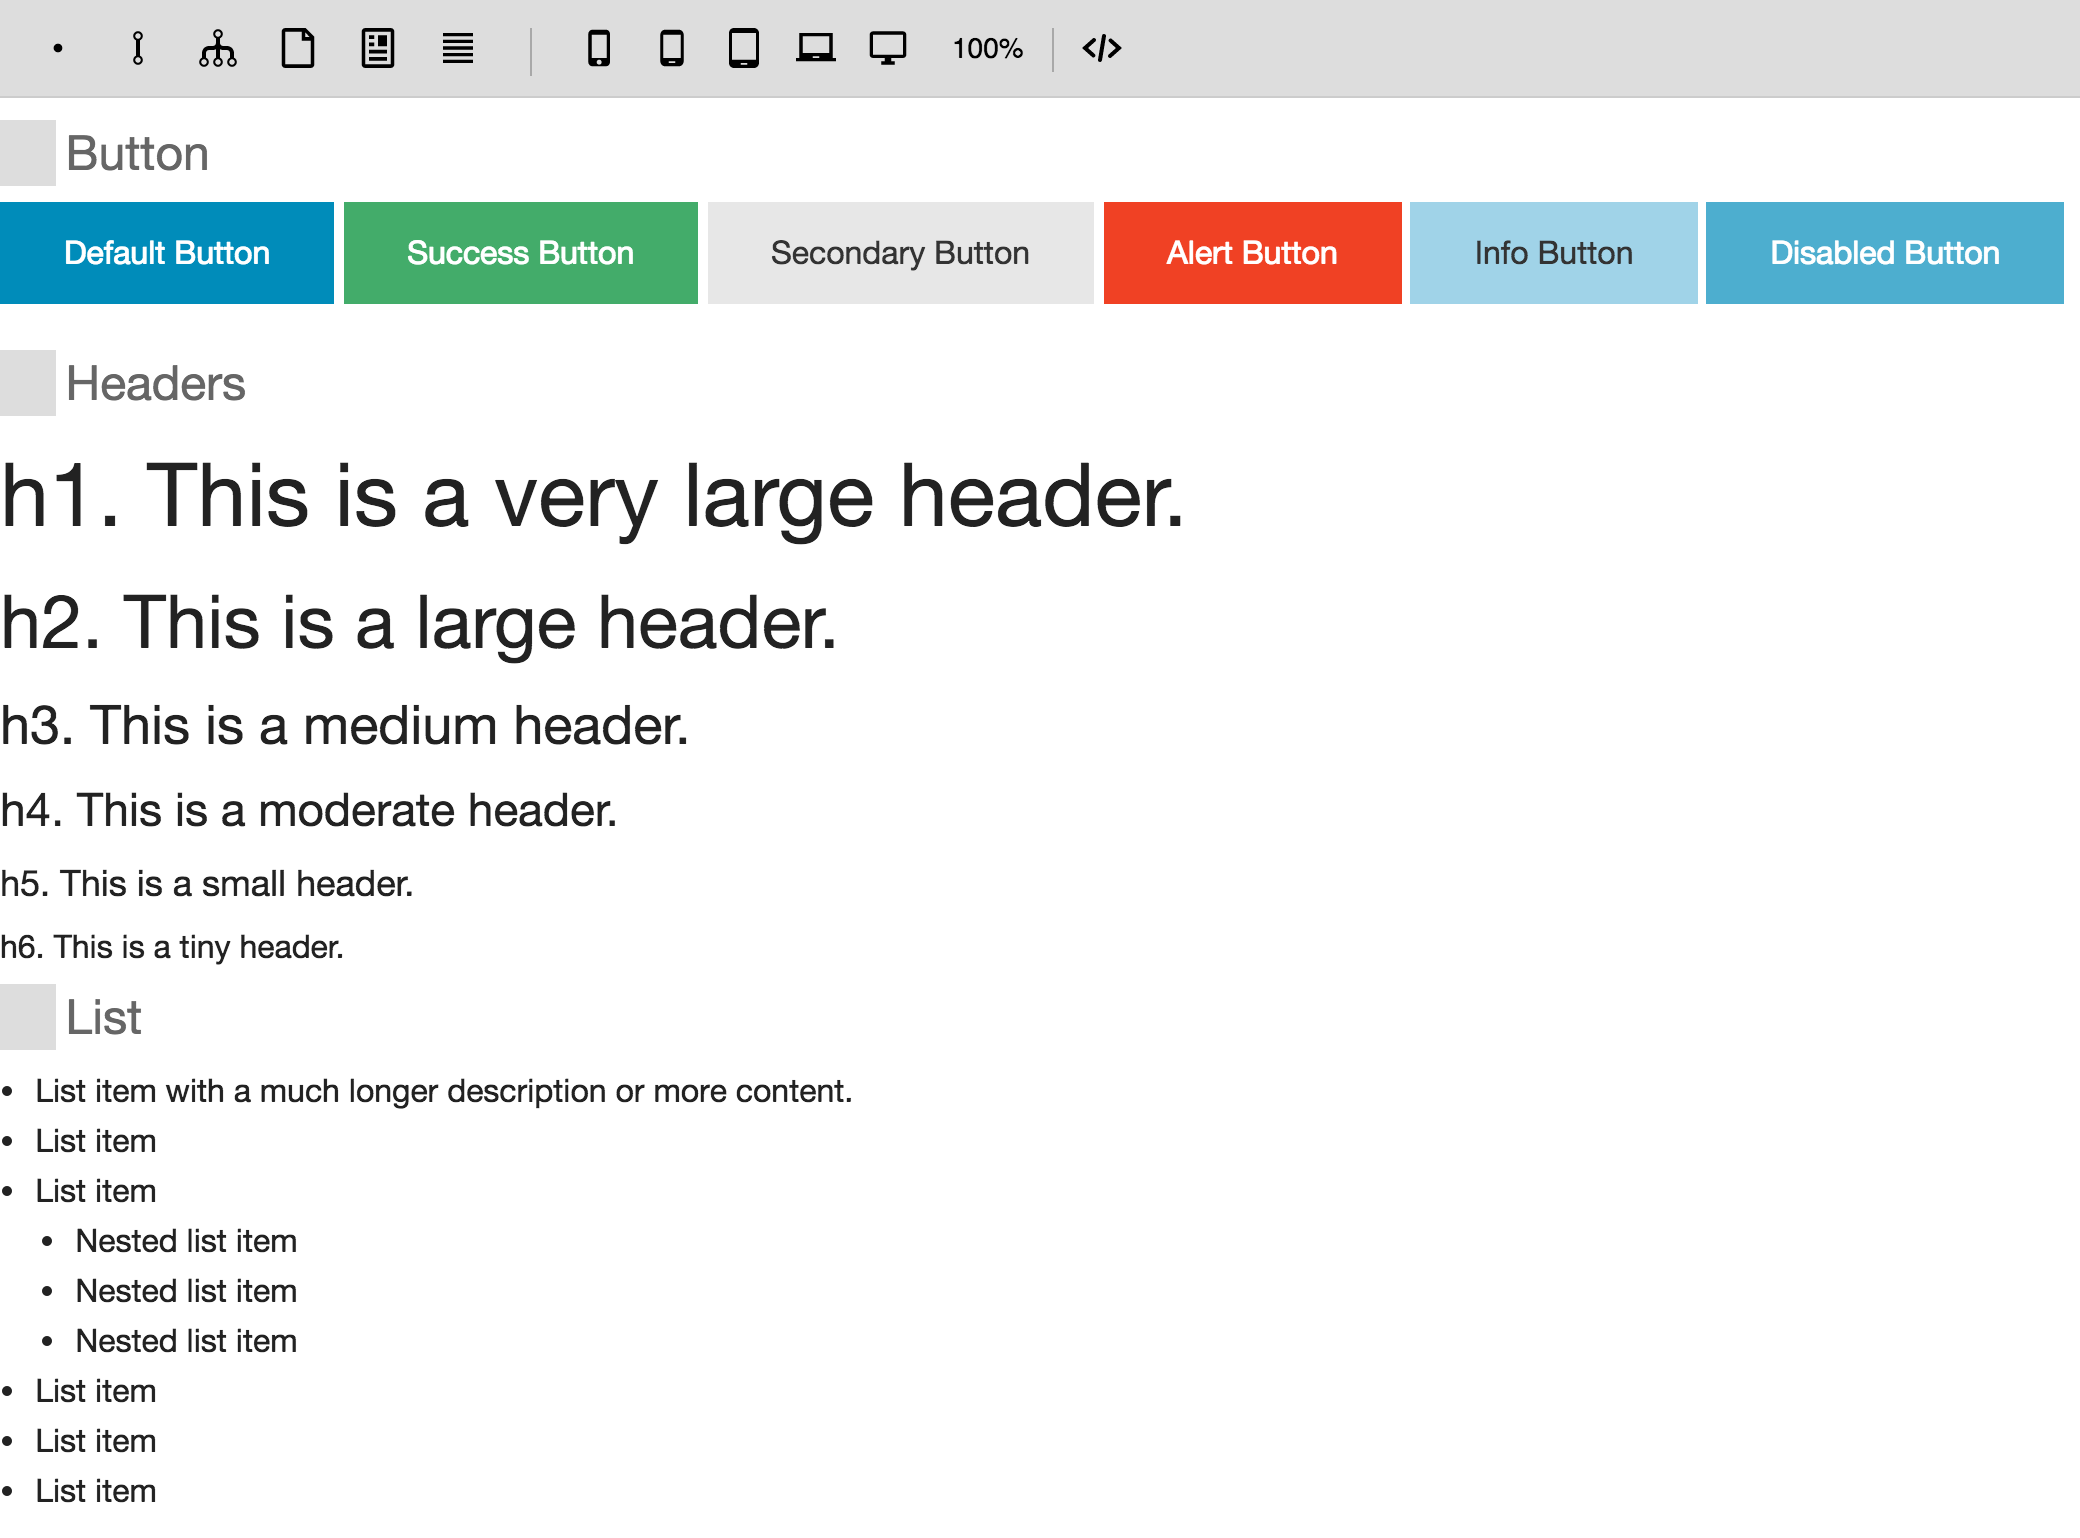 100%
Button
Default Button Success Button Secondary Button Alert Button Info Button Disabled Button
Headers
h1. This is a very large header.
h2. This is a large header.
h3. This is a medium header.
h4. This is a moderate header.
h5. This is a small header.
h6. This is a tiny header.
List
• List item with a much longer description or more content.
• List item
• List item
• Nested list item
• Nested list item
• Nested list item
• List item
• List item
• List item